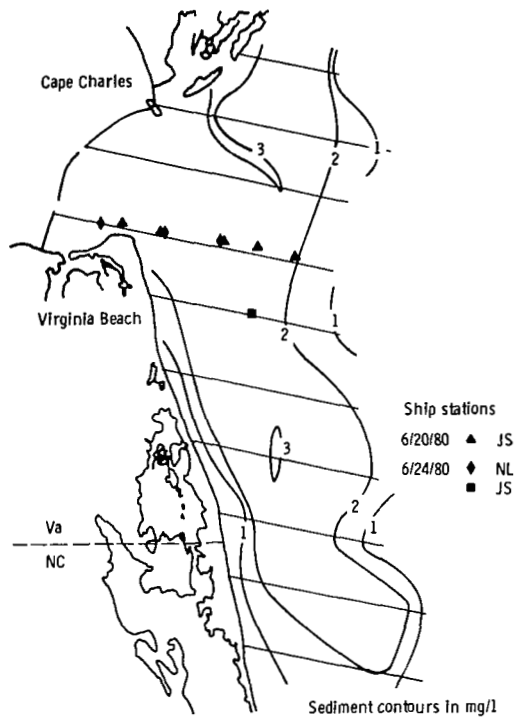 Cape Charles
3
2
1
Virginia Beach
2
1
3
Ship stations
6/20/80 ▲ JS
6/24/80 ♦ NL
■ JS
2
1
1
Va
NC
Sediment contours in mg/l